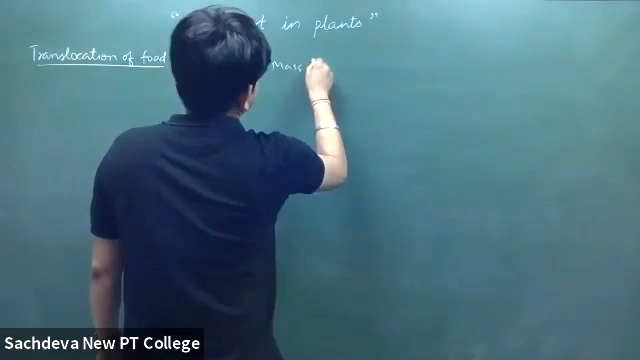 “ t in plants”
Translocation of food Mass
Sachdeva New PT College